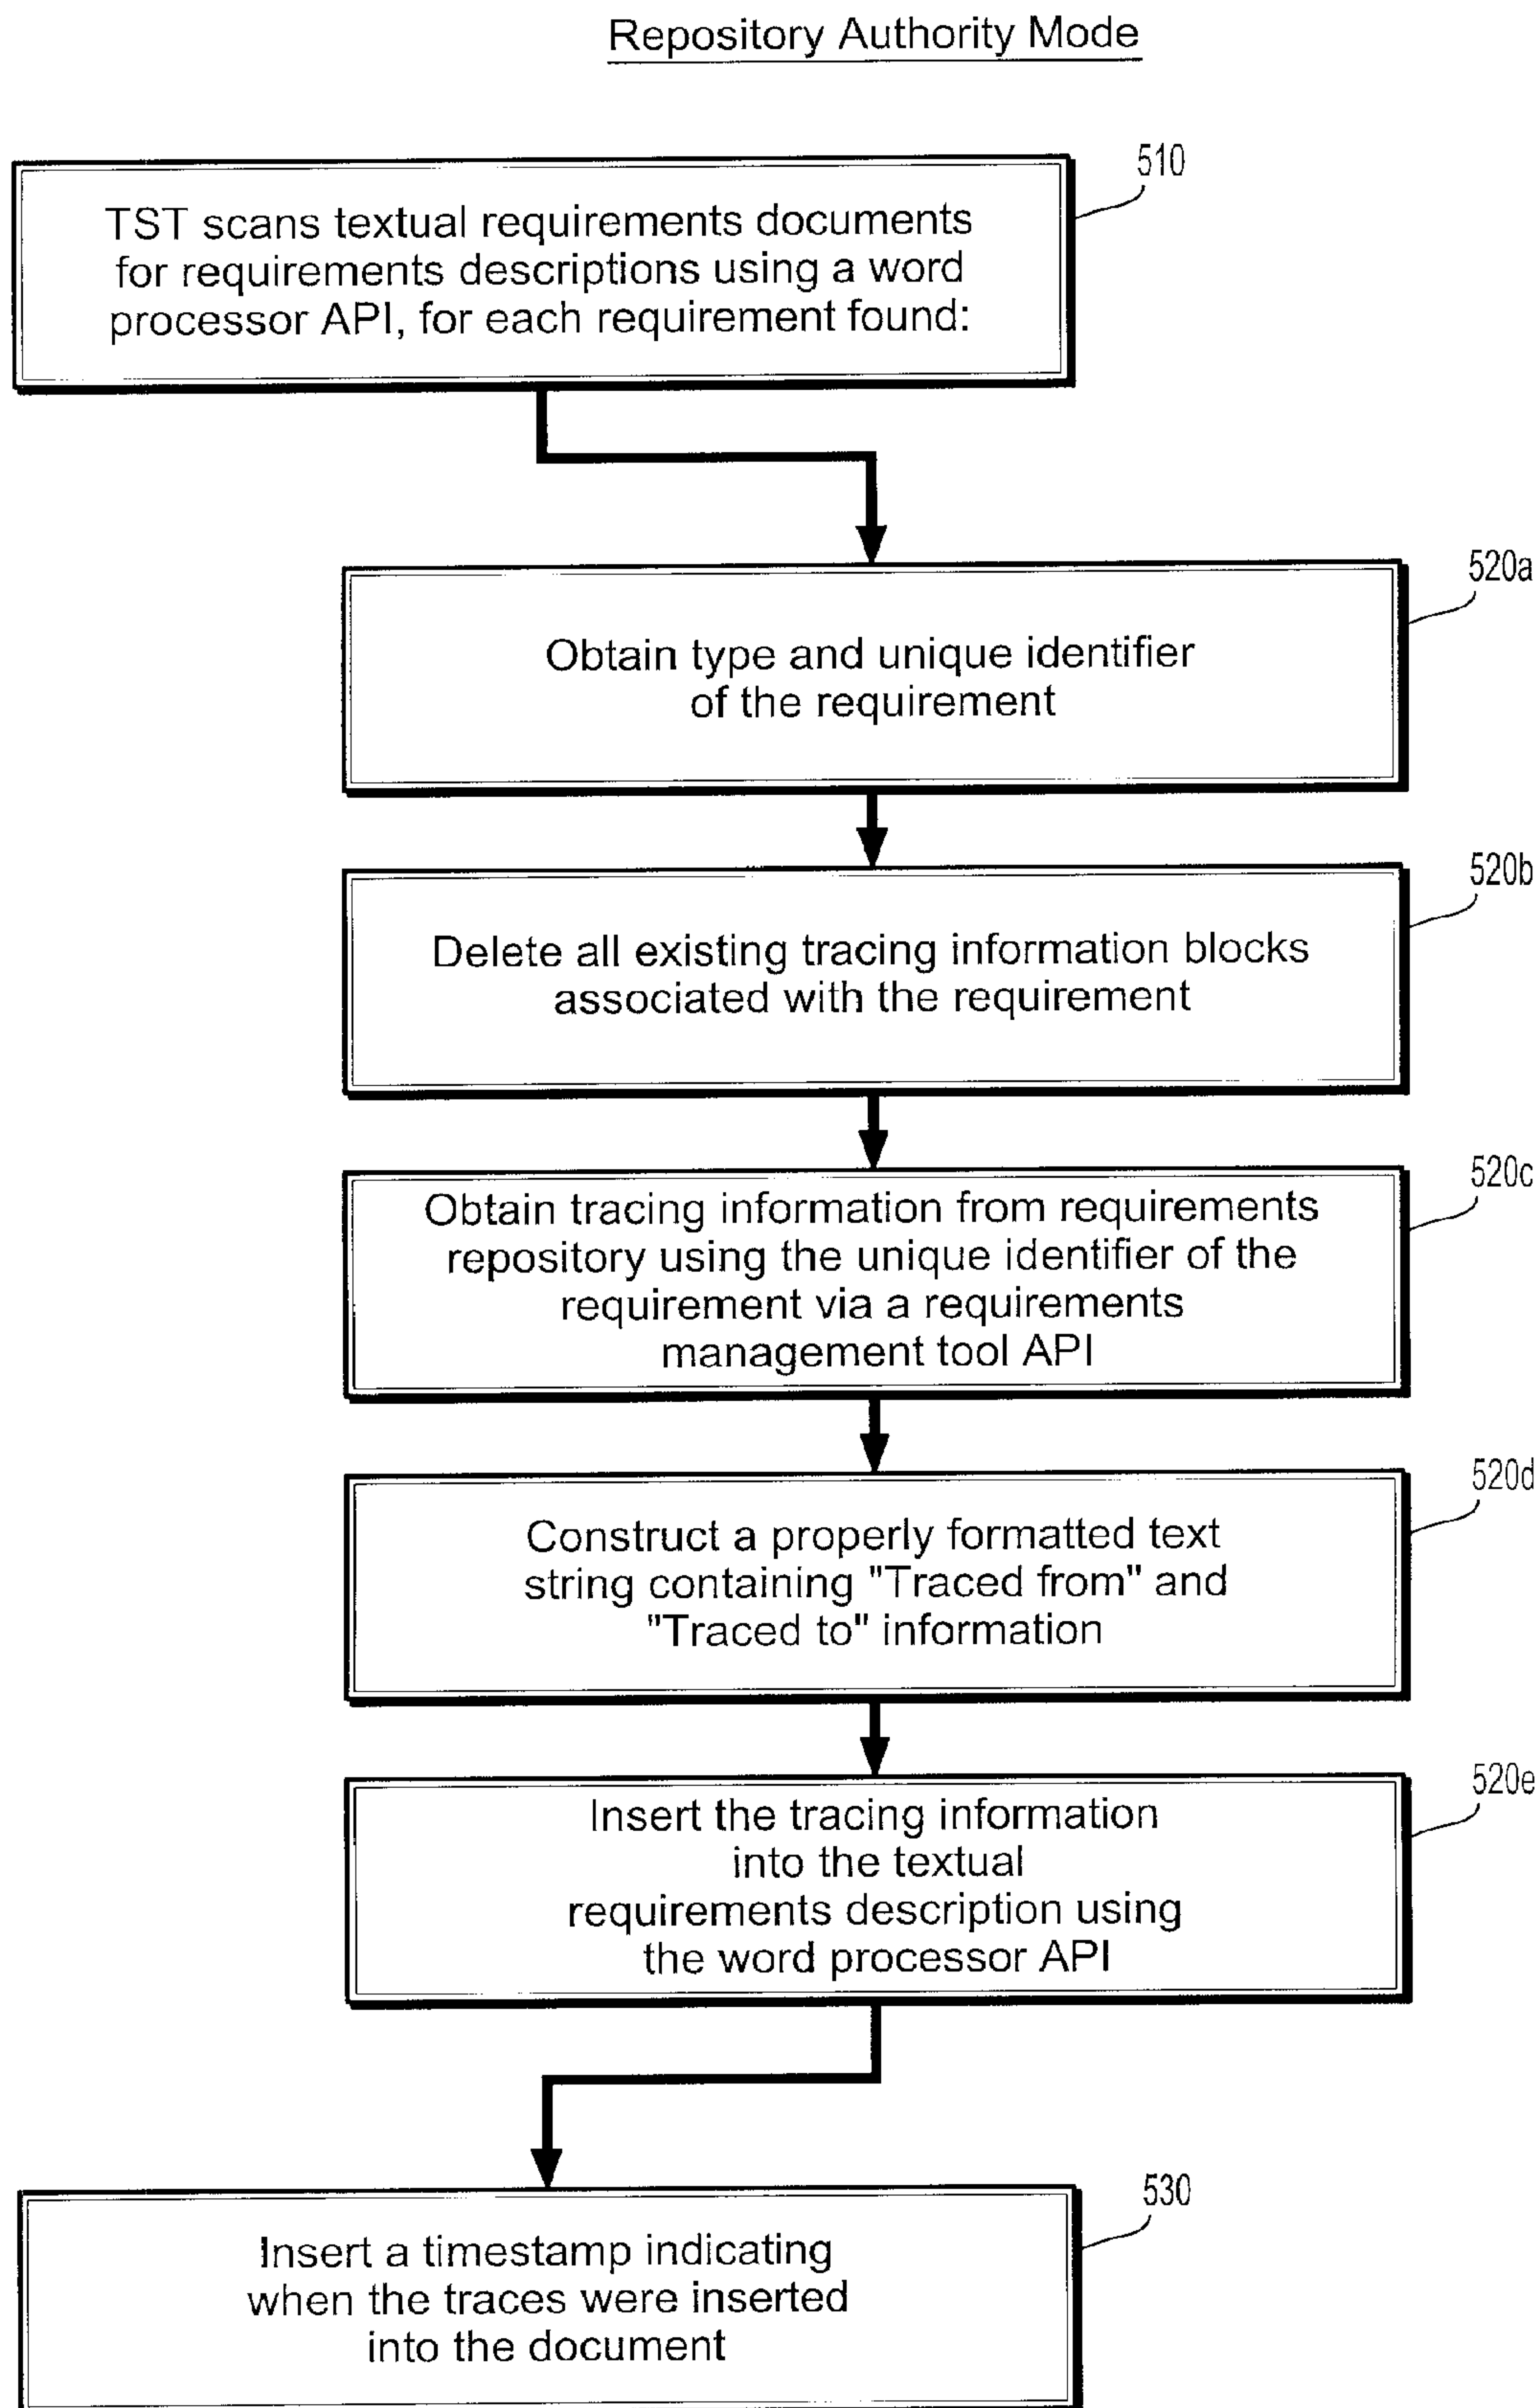 Repository Authority Mode
510
TST scans textual requirements documents
for requirements descriptions using a word
processor API, for each requirement found:
520a
Obtain type and unique identifier
of the requirement
520b
Delete all existing tracing information blocks
associated with the requirement
520c
Obtain tracing information from requirements
repository using the unique identifier of the
requirement via a requirements
management tool API
520d
Construct a properly formatted text
string containing "Traced from" and
"Traced to" information
520e
Insert the tracing information
into the textual
requirements description using
the word processor API
530
Insert a timestamp indicating
when the traces were inserted
into the document